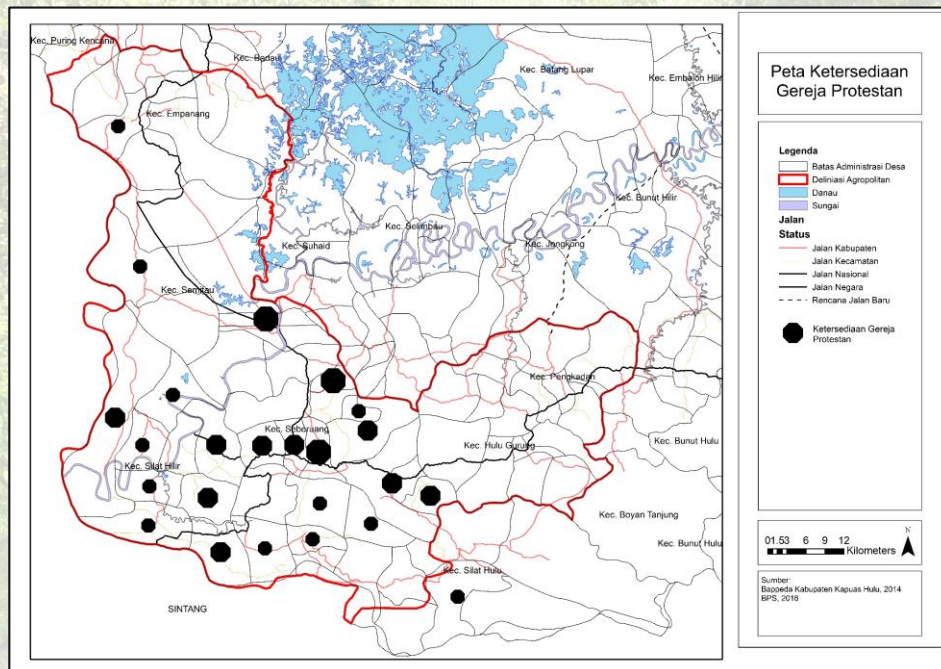 Kec. Puring Kencana
Kec. Badau
Kec. Batang Lupar
Kec. Embaloh Hilir
Kec. Empanang
Kec. Bunut Hilir
Kec. Selimbau
Kec. Suhaid
Kec. Jongkong
Kec. Semitau
Kec. Pengkadan
Kec. Seberuang
Kec. Hulu Gurung
Kec. Bunut Hulu
Kec. Silat Hilir
Kec. Boyan Tanjung
Kec. Bunut Hulu
Kec. Silat Hulu
SINTANG
Peta Ketersediaan
Gereja Protestan
Legenda
Batas Administrasi Desa
Deliniasi Agropolitan
Danau
Sungai
Jalan
Status
Jalan Kabupaten
Jalan Kecamatan
Jalan Nasional
Jalan Negara
Rencana Jalan Baru
Ketersediaan Gereja
Protestan
N
01.53 6 9 12
Kilometers
Sumber:
Bappeda Kabupaten Kapuas Hulu, 2014
BPS, 2016